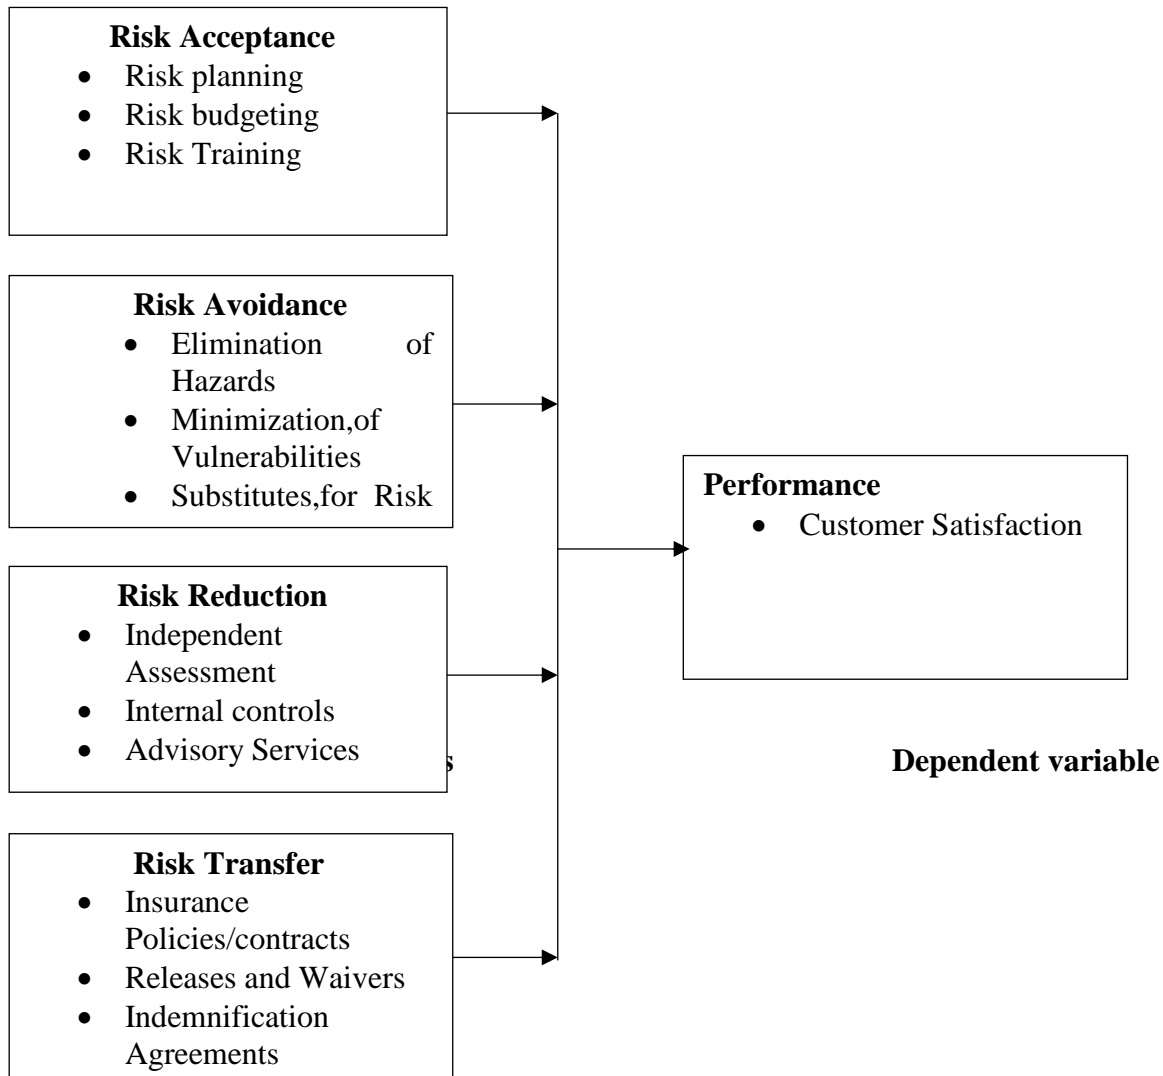 Risk Acceptance
• Risk planning
• Risk budgeting
• Risk Training
Risk Avoidance
• Elimination of
Hazards
• Minimization,of
Vulnerabilities
• Substitutes,for Risk
Risk Reduction
• Independent
Assessment
• Internal controls
• Advisory Services
Risk Transfer
• Insurance
Policies/contracts
• Releases and Waivers
• Indemnification
Agreements
Performance
• Customer Satisfaction
Dependent variable